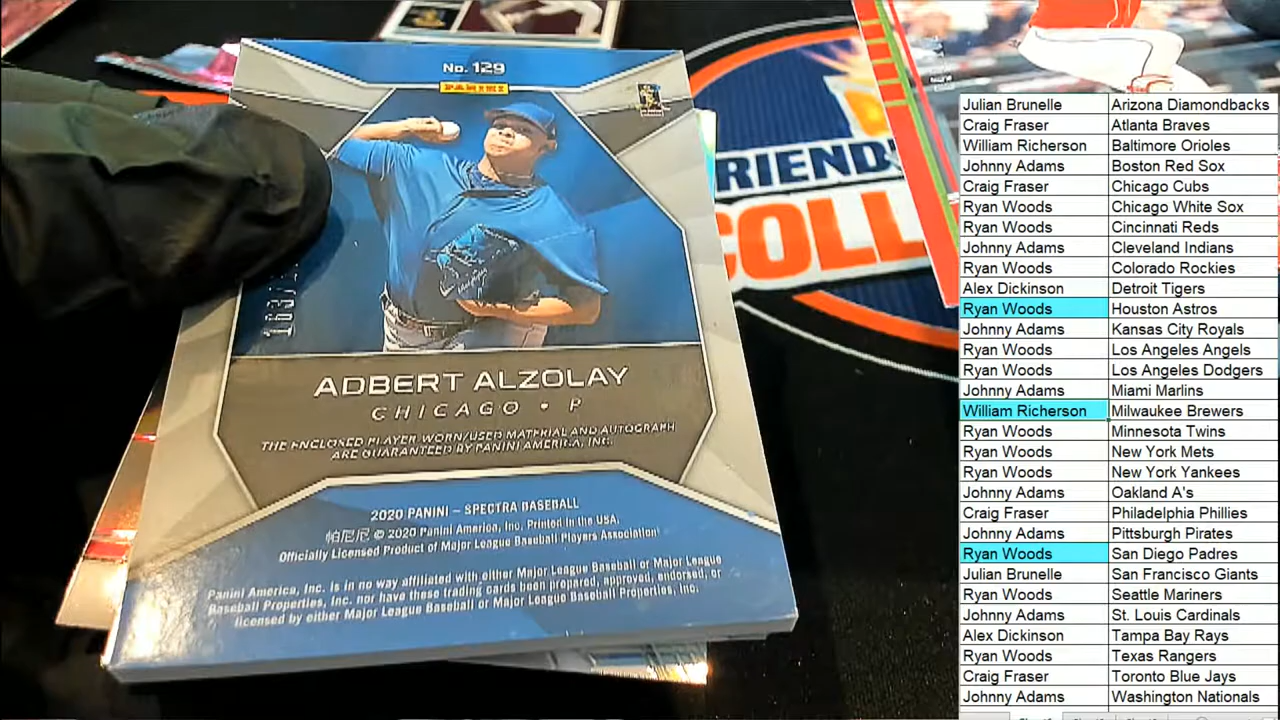 No. 129
PANINI
ADBERT ALZOLAY
CHICAGO • P
THE ENCLOSED PLAYER WORN/USED MATERIAL AND AUTOGRAPH
ARE GUARANTEED BY PANINI AMERICA, INC.
2020 PANINI – SPECTRA BASEBALL
帕尼尼 © 2020 Panini America, Inc. Printed in the USA.
Officially Licensed Product of Major League Baseball Players Association
Panini America, Inc. is in no way affiliated with either Major League Baseball or Major League
Baseball Properties, Inc. nor have these trading cards been prepared, approved, endorsed, or
licensed by either Major League Baseball or Major League Baseball Properties, Inc.
RIEND
COLL
Julian Brunelle Arizona Diamondbacks
Craig Fraser Atlanta Braves
William Richerson Baltimore Orioles
Johnny Adams Boston Red Sox
Craig Fraser Chicago Cubs
Ryan Woods Chicago White Sox
Ryan Woods Cincinnati Reds
Johnny Adams Cleveland Indians
Ryan Woods Colorado Rockies
Alex Dickinson Detroit Tigers
Ryan Woods Houston Astros
Johnny Adams Kansas City Royals
Ryan Woods Los Angeles Angels
Ryan Woods Los Angeles Dodgers
Johnny Adams Miami Marlins
William Richerson Milwaukee Brewers
Ryan Woods Minnesota Twins
Ryan Woods New York Mets
Ryan Woods New York Yankees
Johnny Adams Oakland A's
Craig Fraser Philadelphia Phillies
Johnny Adams Pittsburgh Pirates
Ryan Woods San Diego Padres
Julian Brunelle San Francisco Giants
Ryan Woods Seattle Mariners
Johnny Adams St. Louis Cardinals
Alex Dickinson Tampa Bay Rays
Ryan Woods Texas Rangers
Craig Fraser Toronto Blue Jays
Johnny Adams Washington Nationals